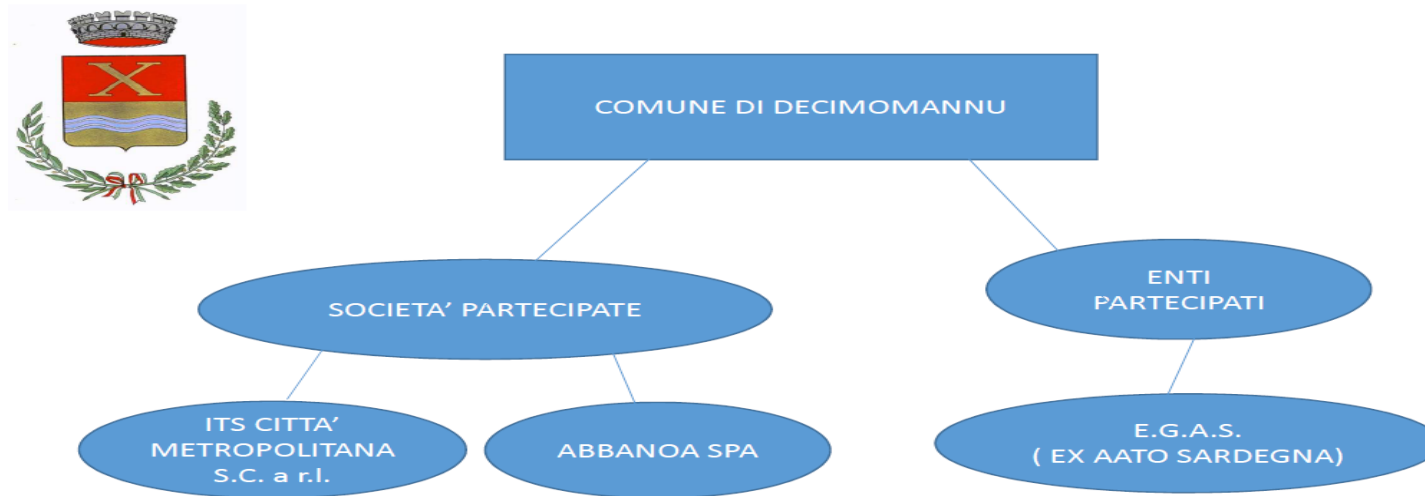 X
COMUNE DI DECIMOMANNU
SOCIETA’ PARTECIPATE
ENTI
PARTECIPATI
ITS CITTA’
METROPOLITANA
S.C. a r.l.
ABBANOA SPA
E.G.A.S.
( EX AATO SARDEGNA)